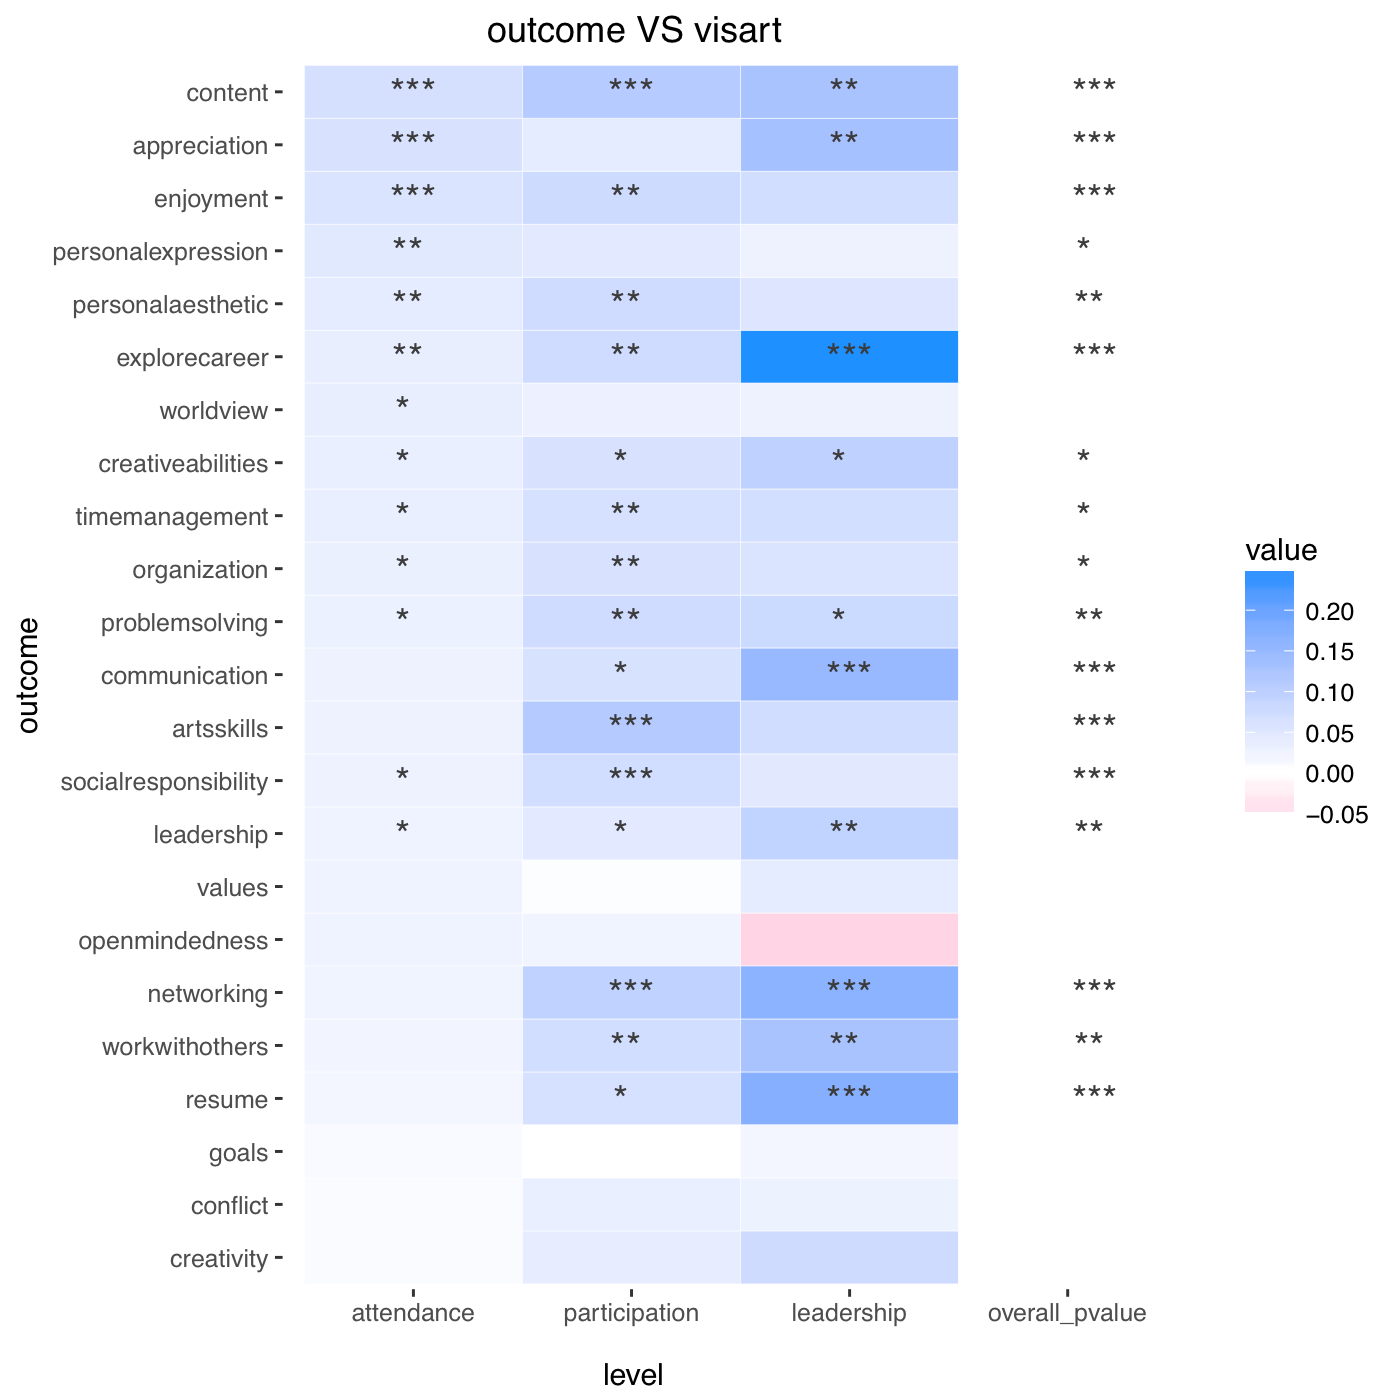 outcome VS visart
content *** *** ** ***
appreciation *** ** ***
enjoyment *** ** ***
personalexpression ** *
personalaesthetic ** ** **
explorecareer ** ** *** ***
worldview *
creativeabilities * * * *
timemanagement * ** *
organization * ** *
problemsolving * ** * **
communication * *** ***
artsskills *** ***
socialresponsibility * *** ***
leadership * * ** **
values
openmindedness
networking *** *** ***
workwithothers ** ** **
resume * *** ***
goals
conflict
creativity
attendance participation leadership overall_pvalue
level
outcome
value
0.20
0.15
0.10
0.05
0.00
−0.05